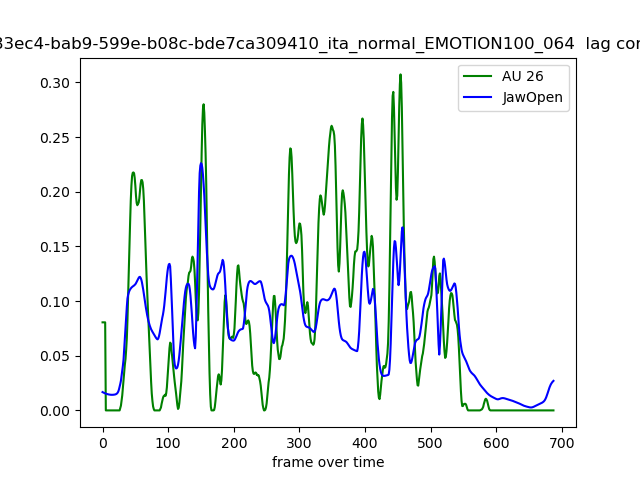 33ec4-bab9-599e-b08c-bde7ca309410_ita_normal_EMOTION100_064 lag cor
AU 26
JawOpen
0.30
0.25
0.20
0.15
0.10
0.05
0.00
0 100 200 300 400 500 600 700
frame over time